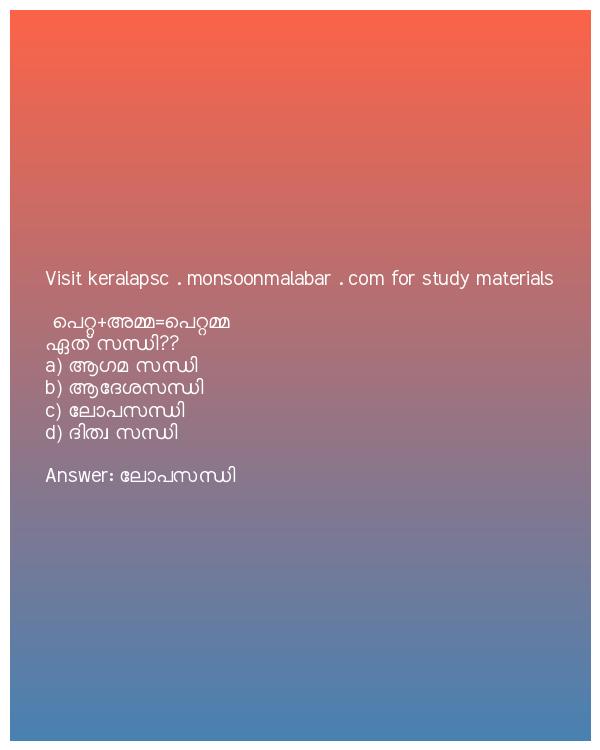 Visit keralapsc . monsoonmalabar . com for study materials
പെറ്റ+അമ്മ=പെറ്റമ്മ
ഏത് സന്ധി??
a) ആഗമ സന്ധി
b) ആദേശസന്ധി
c) ലോപസന്ധി
d) ദിത്വ സന്ധി
Answer: ലോപസന്ധി